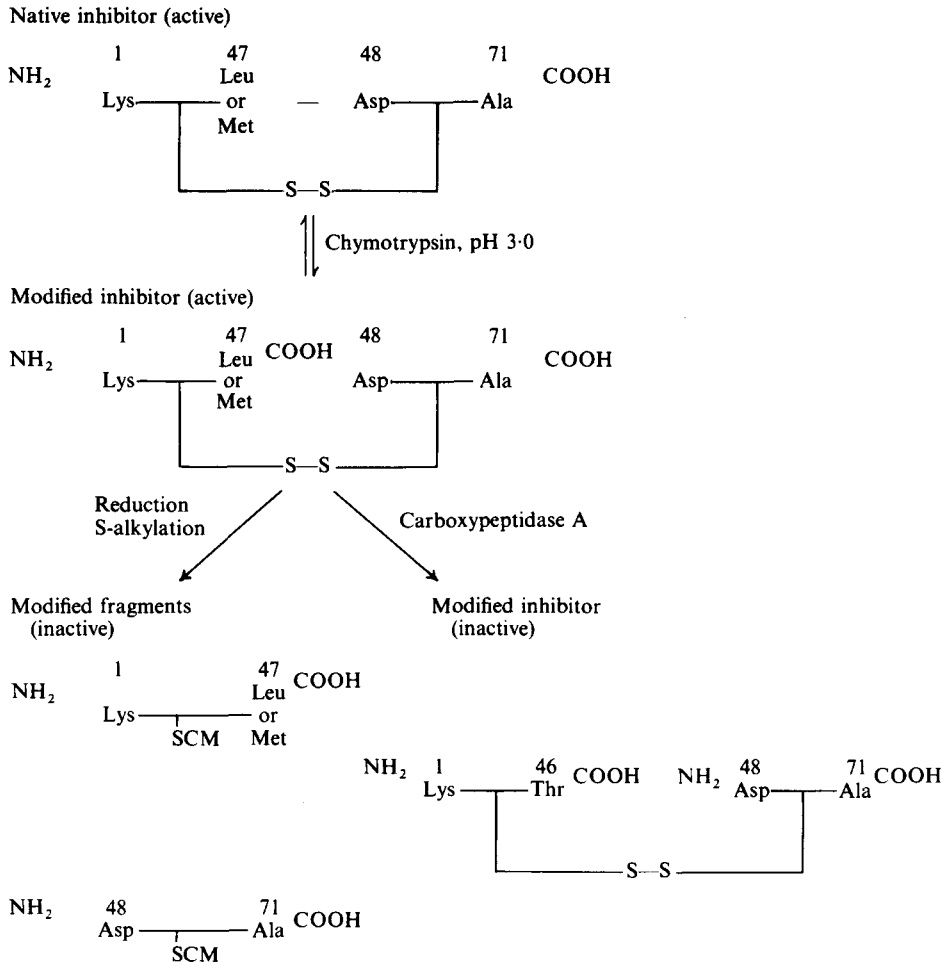 Native inhibitor (active)
1 47 48 71
NH2 Leu COOH
Lys or Asp Ala
Met
S S
Chymotrypsin, pH 3·0
Modified inhibitor (active)
1 47 48 71
NH2 Leu COOH COOH
Lys or Asp Ala
Met
S S
Reduction
S-alkylation
Carboxypeptidase A
Modified fragments
(inactive)
Modified inhibitor
(inactive)
1 47
NH2 Leu COOH
Lys or
SCM Met
NH2 1 46 COOH NH2 48 71 COOH
Lys Thr Asp Ala
S S
NH2 48 71 COOH
Asp Ala
SCM